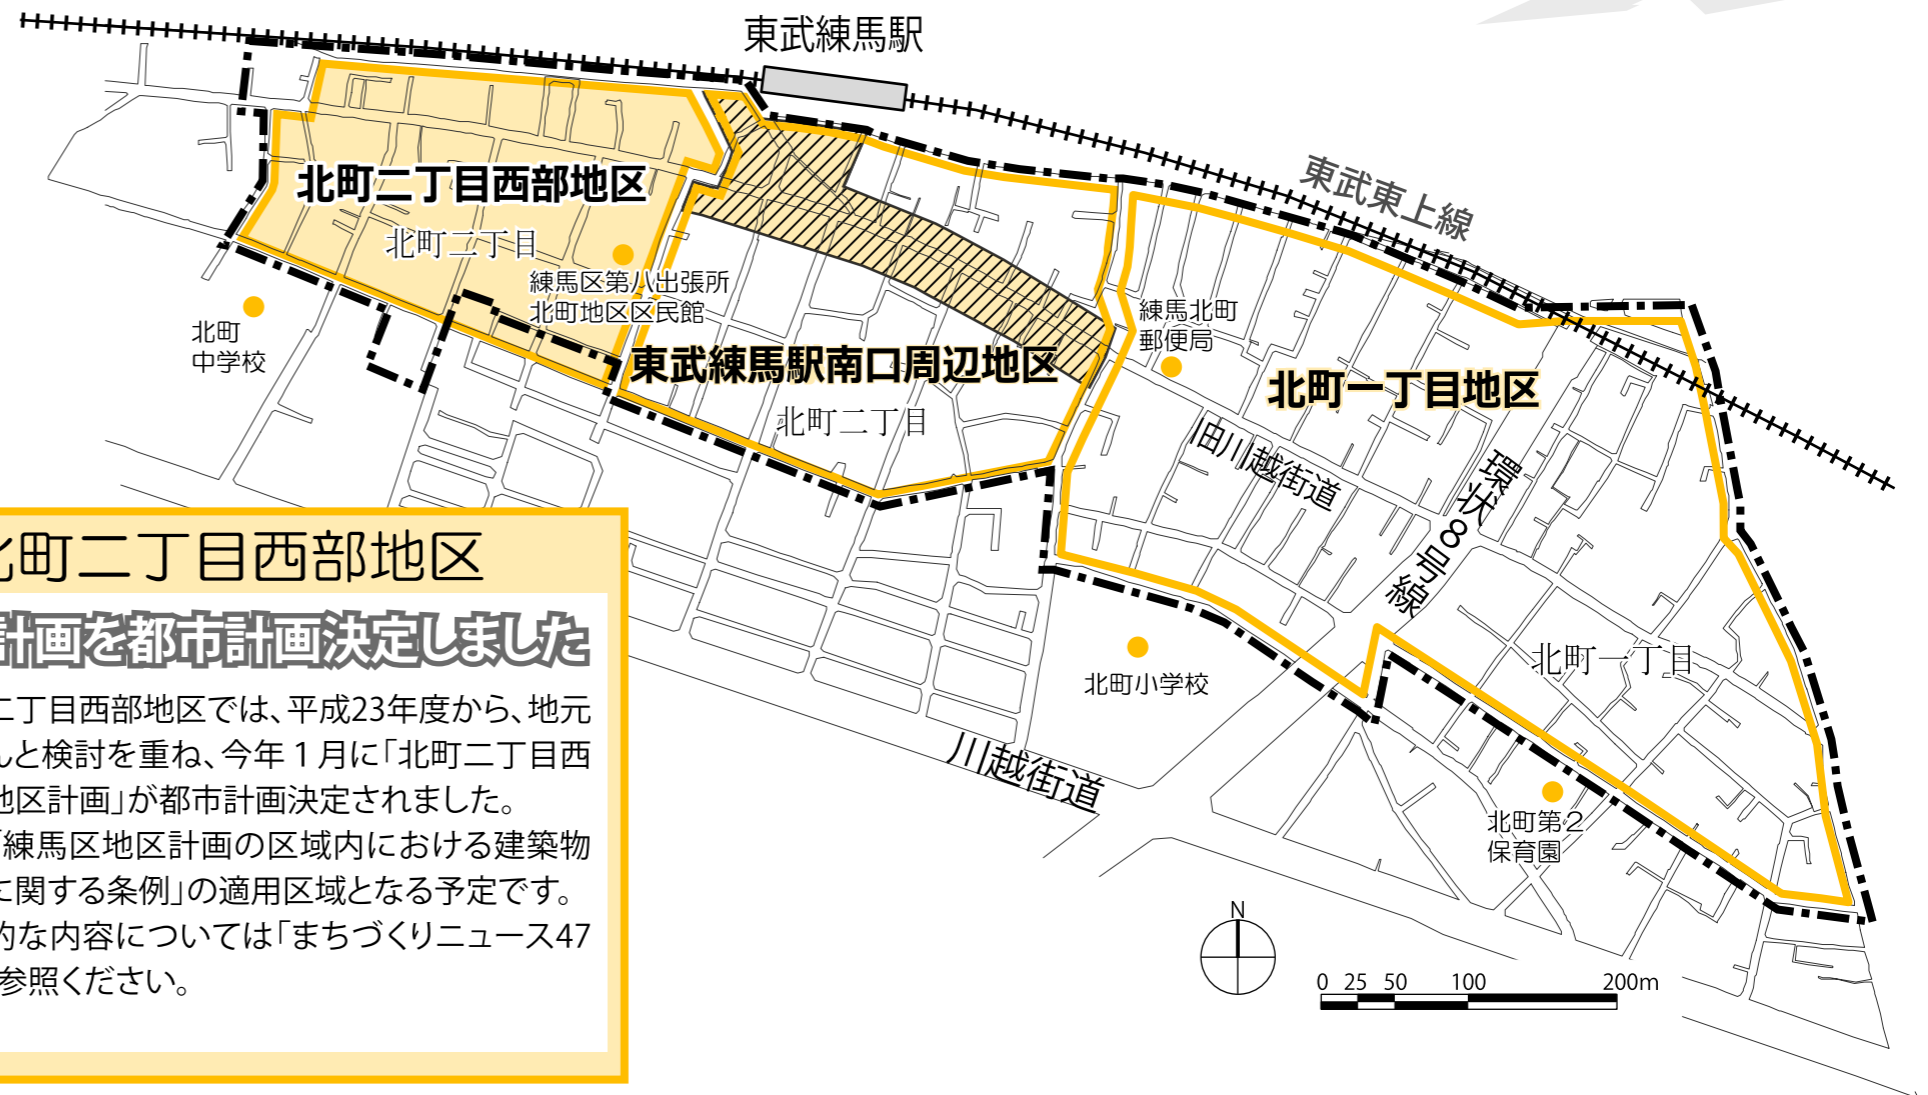 東武練馬駅
東武東上線
北町二丁目西部地区
北町二丁目
練馬区第八出張所
北町地区区民館
北町
中学校
東武練馬駅南口周辺地区
北町二丁目
練馬北町
郵便局
北町一丁目地区
旧川越街道
環状8号線
北町一丁目
北町小学校
川越街道
北町第2
保育園
N
0 25 50 100 200m
北町二丁目西部地区
計画を都市計画決定しました
二丁目西部地区では、平成23年度から、地元
んと検討を重ね、今年1月に「北町二丁目西
地区計画」が都市計画決定されました。
「練馬区地区計画の区域内における建築物
に関する条例」の適用区域となる予定です。
的な内容については「まちづくりニュース47
参照ください。